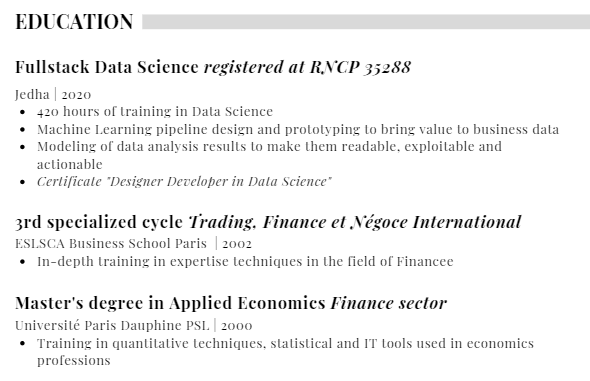 EDUCATION
Fullstack Data Science registered at RNCP 35288
Jedha | 2020
• 420 hours of training in Data Science
• Machine Learning pipeline design and prototyping to bring value to business data
• Modeling of data analysis results to make them readable, exploitable and
actionable
• Certificate "Designer Developer in Data Science"
3rd specialized cycle Trading, Finance et Négoce International
ESLSCA Business School Paris | 2002
• In-depth training in expertise techniques in the field of Financee
Master's degree in Applied Economics Finance sector
Université Paris Dauphine PSL | 2000
• Training in quantitative techniques, statistical and IT tools used in economics
professions